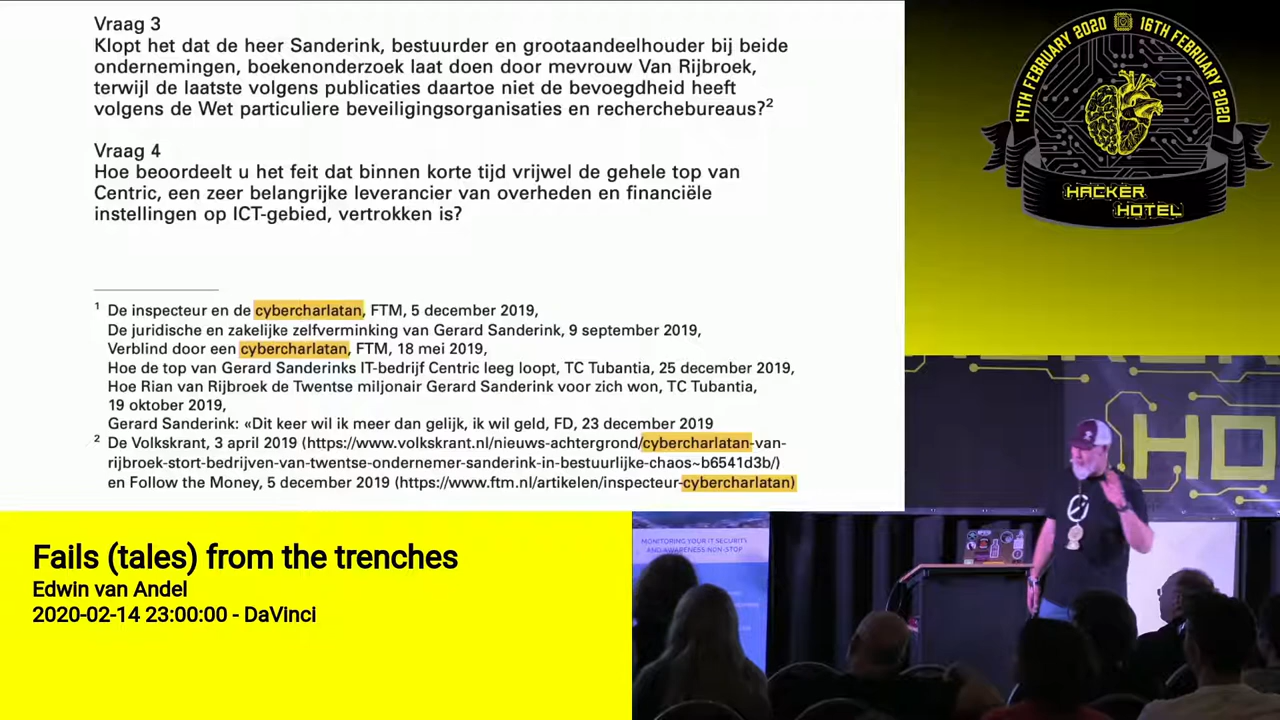 Vraag 3
Klopt het dat de heer Sanderink, bestuurder en grootaandeelhouder bij beide
ondernemingen, boekenonderzoek laat doen door mevrouw Van Rijbroek,
terwijl de laatste volgens publicaties daartoe niet de bevoegdheid heeft
volgens de Wet particuliere beveiligingsorganisaties en recherchebureaus?²
Vraag 4
Hoe beoordeelt u het feit dat binnen korte tijd vrijwel de gehele top van
Centric, een zeer belangrijke leverancier van overheden en financiële
instellingen op ICT-gebied, vertrokken is?
¹ De inspecteur en de cybercharlatan, FTM, 5 december 2019,
De juridische en zakelijke zelfverminking van Gerard Sanderink, 9 september 2019,
Verblind door een cybercharlatan, FTM, 18 mei 2019,
Hoe de top van Gerard Sanderinks IT-bedrijf Centric leeg loopt, TC Tubantia, 25 december 2019,
Hoe Rian van Rijbroek de Twentse miljonair Gerard Sanderink voor zich won, TC Tubantia,
19 oktober 2019,
Gerard Sanderink: «Dit keer wil ik meer dan gelijk, ik wil geld, FD, 23 december 2019
² De Volkskrant, 3 april 2019 (https://www.volkskrant.nl/nieuws-achtergrond/cybercharlatan-van-
rijbroek-stort-bedrijven-van-twentse-ondernemer-sanderink-in-bestuurlijke-chaos~b6541d3b/)
en Follow the Money, 5 december 2019 (https://www.ftm.nl/artikelen/inspecteur-cybercharlatan)
14TH FEBRUARY 2020 16TH FEBRUARY 2020
HACKER
HOTEL
HO
MONITORING YOUR IT SECURITY
AND AWARENESS NON-STOP
Fails (tales) from the trenches
Edwin van Andel
2020-02-14 23:00:00 - DaVinci